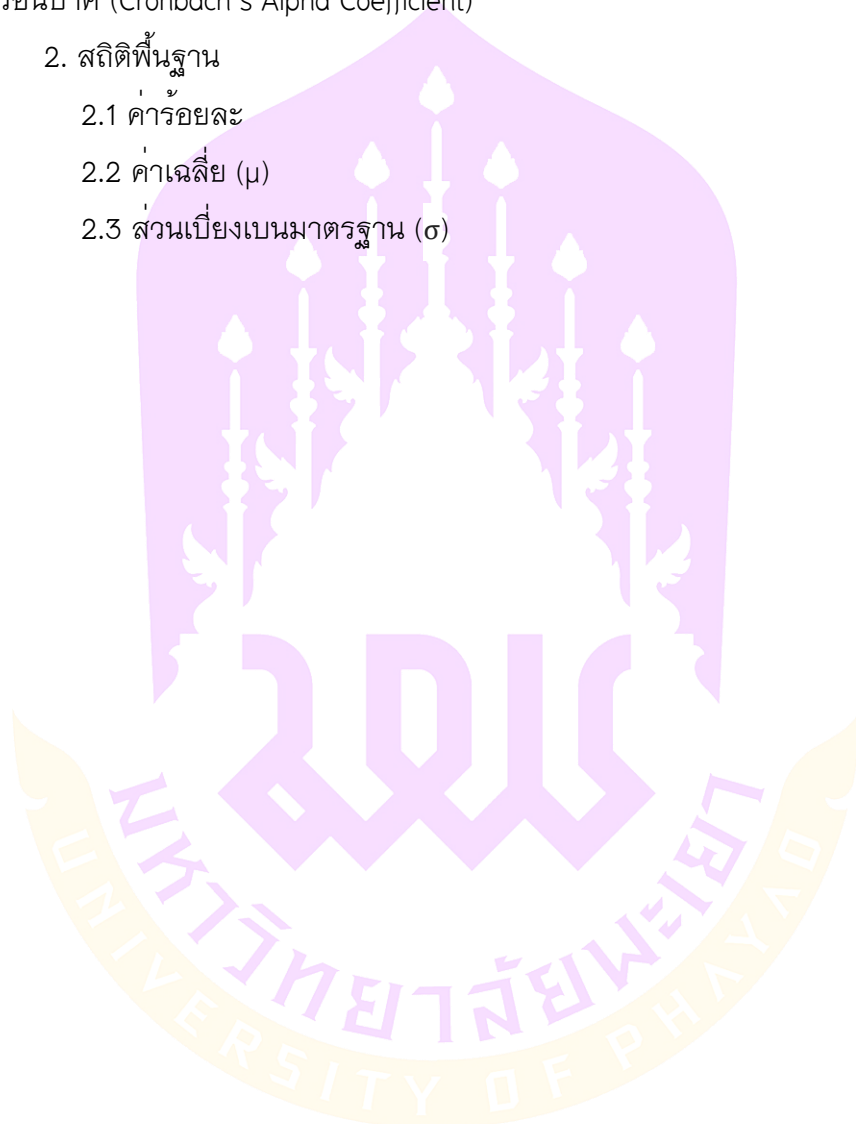 (Cronbach's Alpha Coefficient)
2. สถิติพื้นฐาน
2.1 ค่าร้อยละ
2.2 ค่าเฉลี่ย (μ)
2.3 ส่วนเบี่ยงเบนมาตรฐาน (σ)
มหาวิทยาลัยพะเยา
UNIVERSITY OF PHAYAO